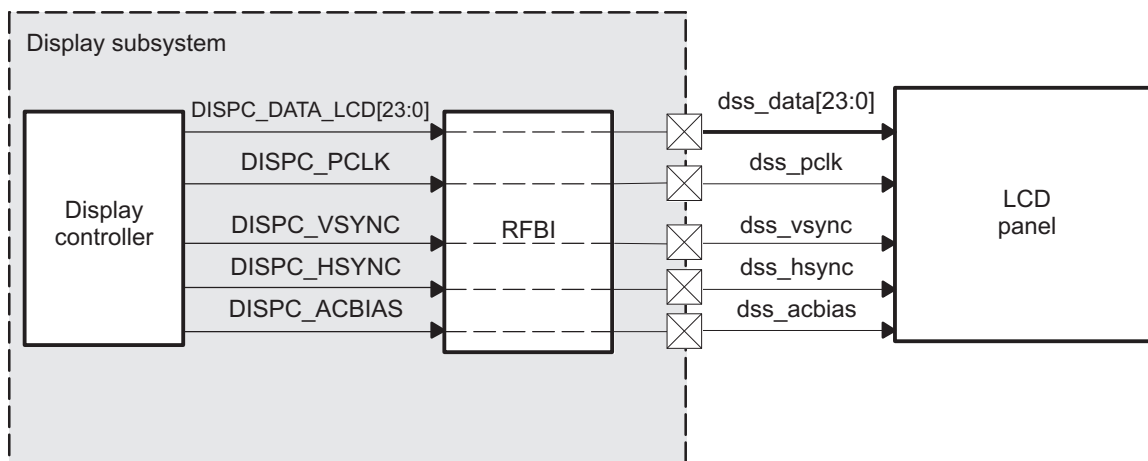 Display subsystem
DISPC_DATA_LCD[23:0]
dss_data[23:0]
DISPC_PCLK
dss_pclk
Display
controller
DISPC_VSYNC
RFBI
dss_vsync
LCD
panel
DISPC_HSYNC
dss_hsync
DISPC_ACBIAS
dss_acbias